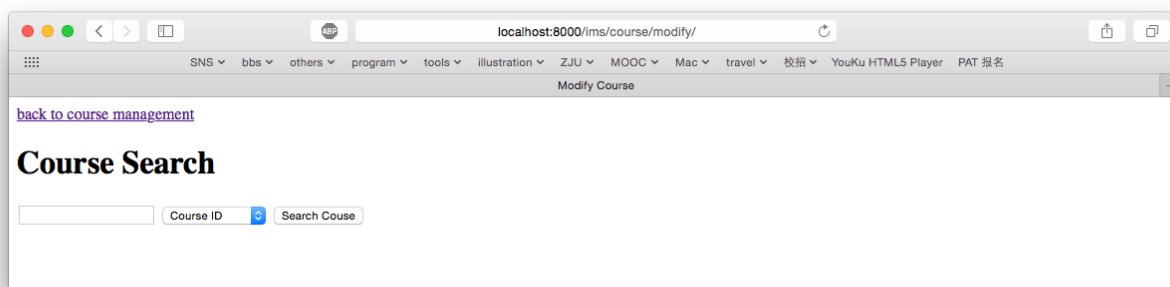 ABP
localhost:8000/ims/course/modify/
SNS bbs others program tools illustration ZJU MOOC Mac travel 校招 YouKu HTML5 Player PAT 报名
Modify Course
back to course management
Course Search
Course ID Search Couse